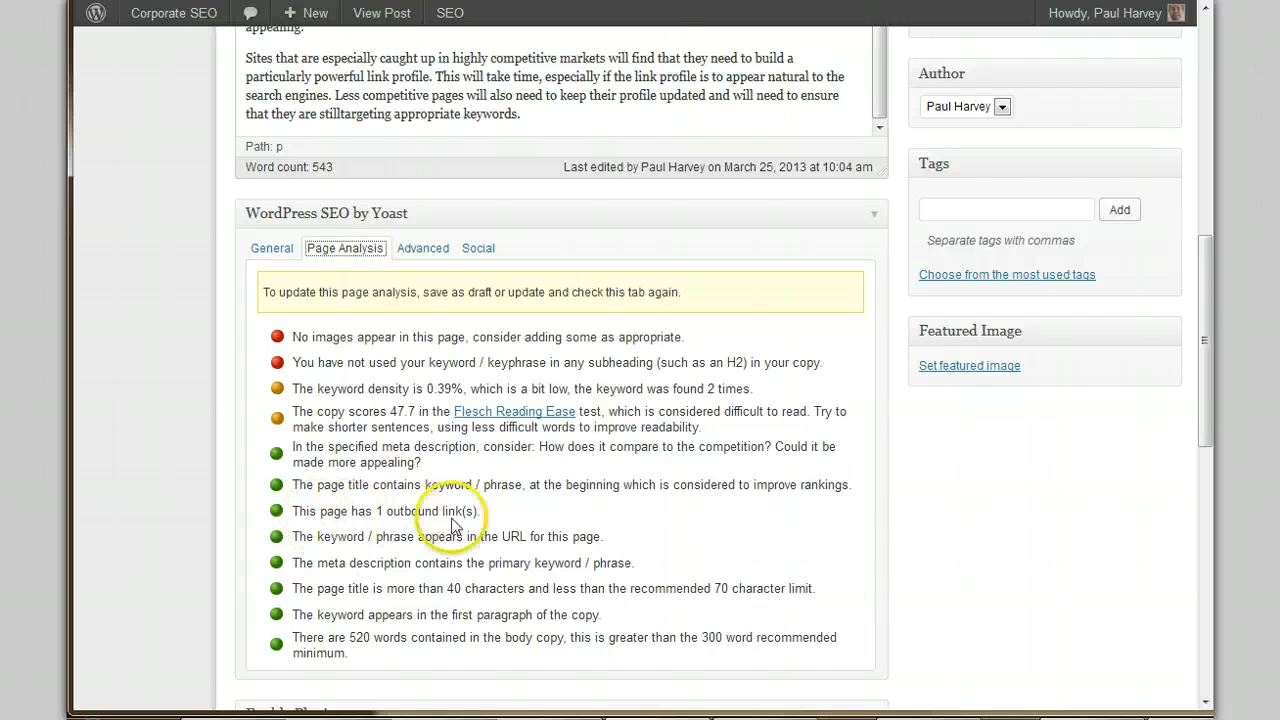 Corporate SEO
New
View Post
SEO
Howdy, Paul Harvey
appealing.
Sites that are especially caught up in highly competitive markets will find that they need to build a
particularly powerful link profile. This will take time, especially if the link profile is to appear natural to the
search engines. Less competitive pages will also need to keep their profile updated and will need to ensure
that they are stilltargeting appropriate keywords.
Path: p
Word count: 543
Last edited by Paul Harvey on March 25, 2013 at 10:04 am
WordPress SEO by Yoast
General
Page Analysis
Advanced
Social
To update this page analysis, save as draft or update and check this tab again.
No images appear in this page, consider adding some as appropriate.
You have not used your keyword / keyphrase in any subheading (such as an H2) in your copy.
The keyword density is 0.39%, which is a bit low, the keyword was found 2 times.
The copy scores 47.7 in the Flesch Reading Ease test, which is considered difficult to read. Try to
make shorter sentences, using less difficult words to improve readability.
In the specified meta description, consider: How does it compare to the competition? Could it be
made more appealing?
The page title contains keyword / phrase, at the beginning which is considered to improve rankings.
This page has 1 outbound link(s).
The keyword / phrase appears in the URL for this page.
The meta description contains the primary keyword / phrase.
The page title is more than 40 characters and less than the recommended 70 character limit.
The keyword appears in the first paragraph of the copy.
There are 520 words contained in the body copy, this is greater than the 300 word recommended
minimum.
Author
Paul Harvey
Tags
Add
Separate tags with commas
Choose from the most used tags
Featured Image
Set featured image